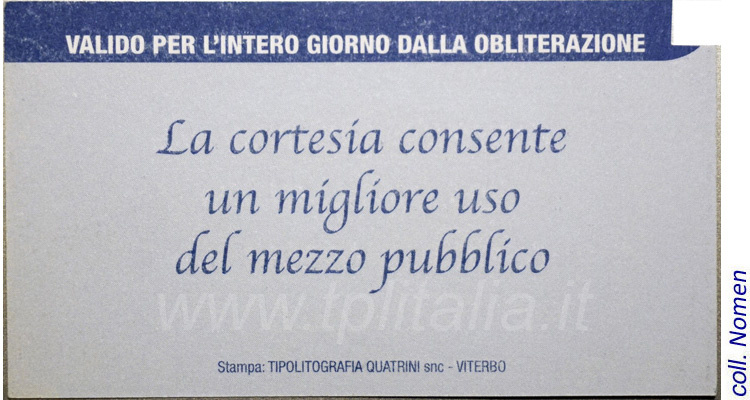 VALIDO PER L'INTERO GIORNO DALLA OBLITERAZIONE
La cortesia consente
un migliore uso
del mezzo pubblico
www.tplitalia.it
Stampa: TIPOLITOGRAFIA QUATRINI snc - VITERBO
coll. Nomen